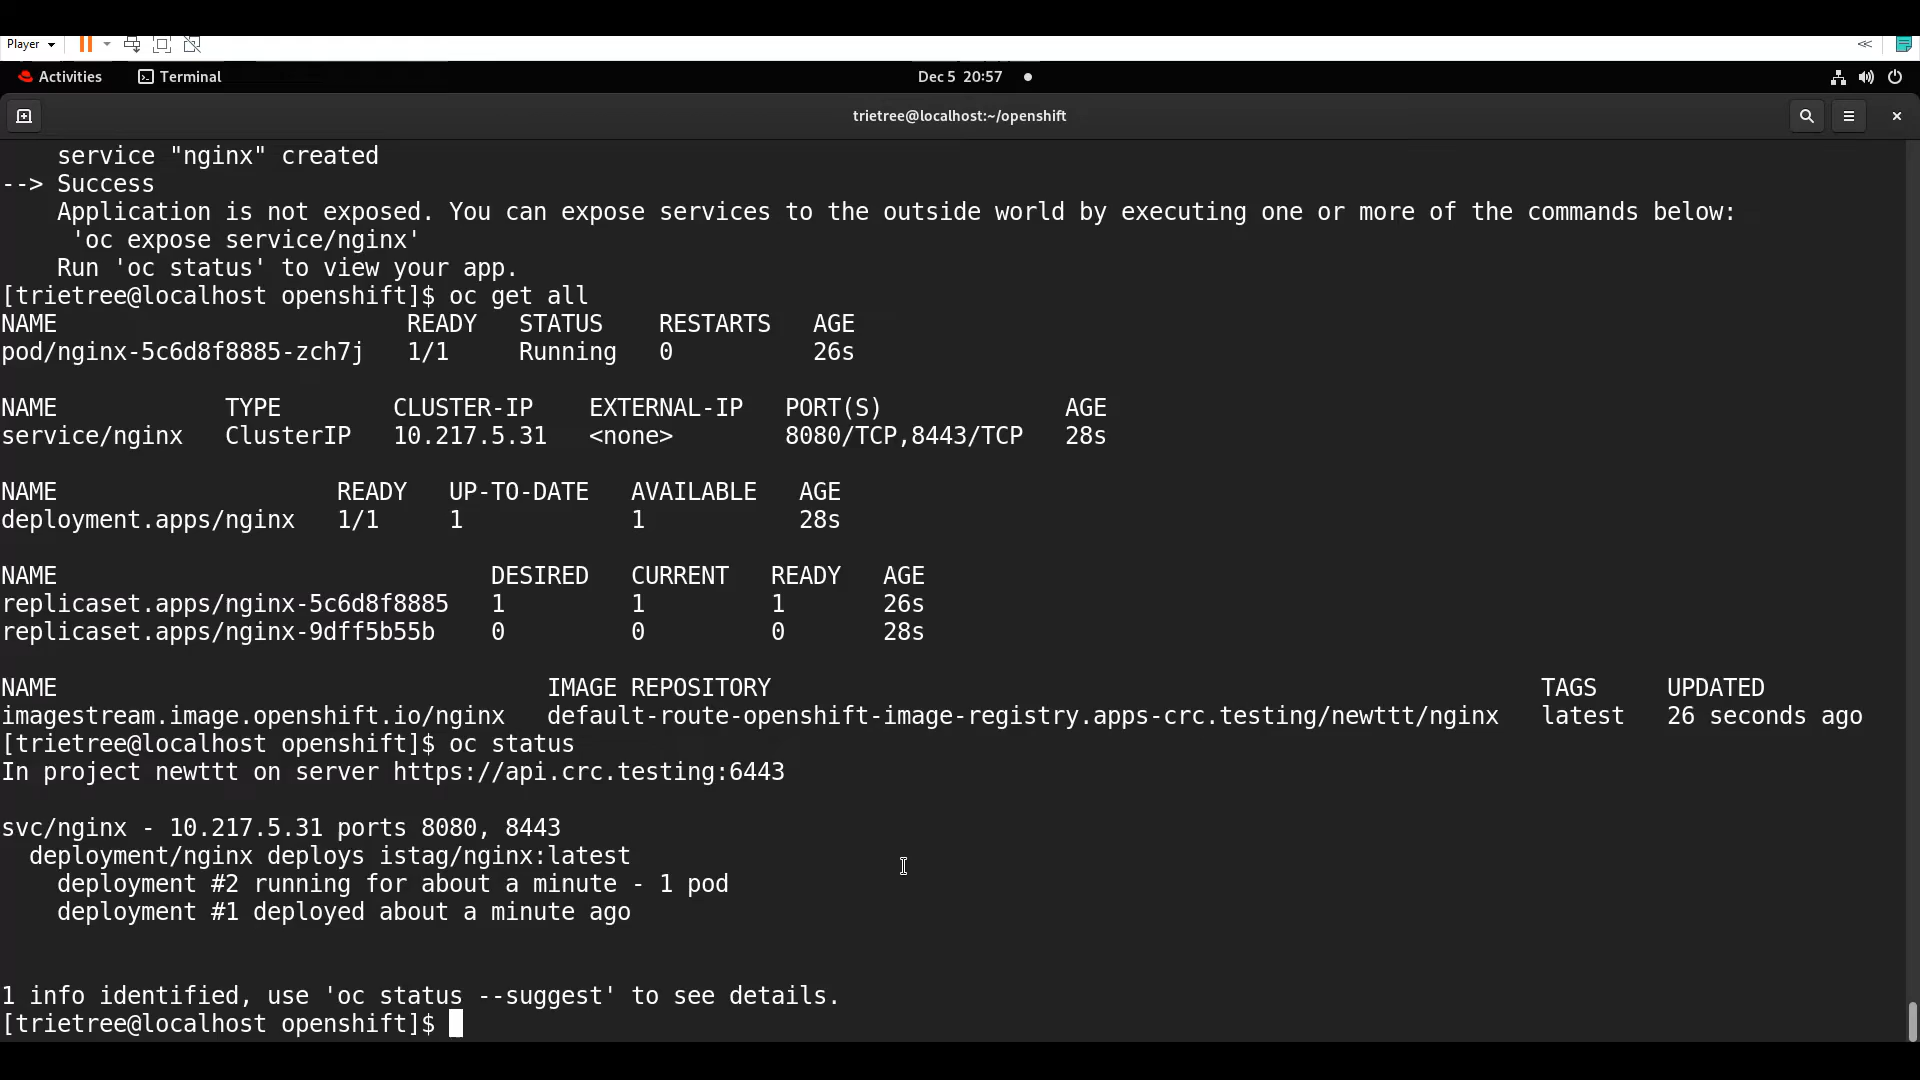 Player
Activities Terminal Dec 5 20:57
trietree@localhost:~/openshift
    service "nginx" created
--> Success
    Application is not exposed. You can expose services to the outside world by executing one or more of the commands below:
     'oc expose service/nginx'
    Run 'oc status' to view your app.
[trietree@localhost openshift]$ oc get all
NAME                         READY   STATUS    RESTARTS   AGE
pod/nginx-5c6d8f8885-zch7j   1/1     Running   0          26s
NAME            TYPE        CLUSTER-IP    EXTERNAL-IP   PORT(S)             AGE
service/nginx   ClusterIP   10.217.5.31   <none>        8080/TCP,8443/TCP   28s
NAME                    READY   UP-TO-DATE   AVAILABLE   AGE
deployment.apps/nginx   1/1     1            1           28s
NAME                               DESIRED   CURRENT   READY   AGE
replicaset.apps/nginx-5c6d8f8885   1         1         1       26s
replicaset.apps/nginx-9dff5b55b    0         0         0       28s
NAME                                   IMAGE REPOSITORY                                                       TAGS     UPDATED
imagestream.image.openshift.io/nginx   default-route-openshift-image-registry.apps-crc.testing/newttt/nginx   latest   26 seconds ago
[trietree@localhost openshift]$ oc status
In project newttt on server https://api.crc.testing:6443
svc/nginx - 10.217.5.31 ports 8080, 8443
  deployment/nginx deploys istag/nginx:latest
    deployment #2 running for about a minute - 1 pod
    deployment #1 deployed about a minute ago
1 info identified, use 'oc status --suggest' to see details.
[trietree@localhost openshift]$